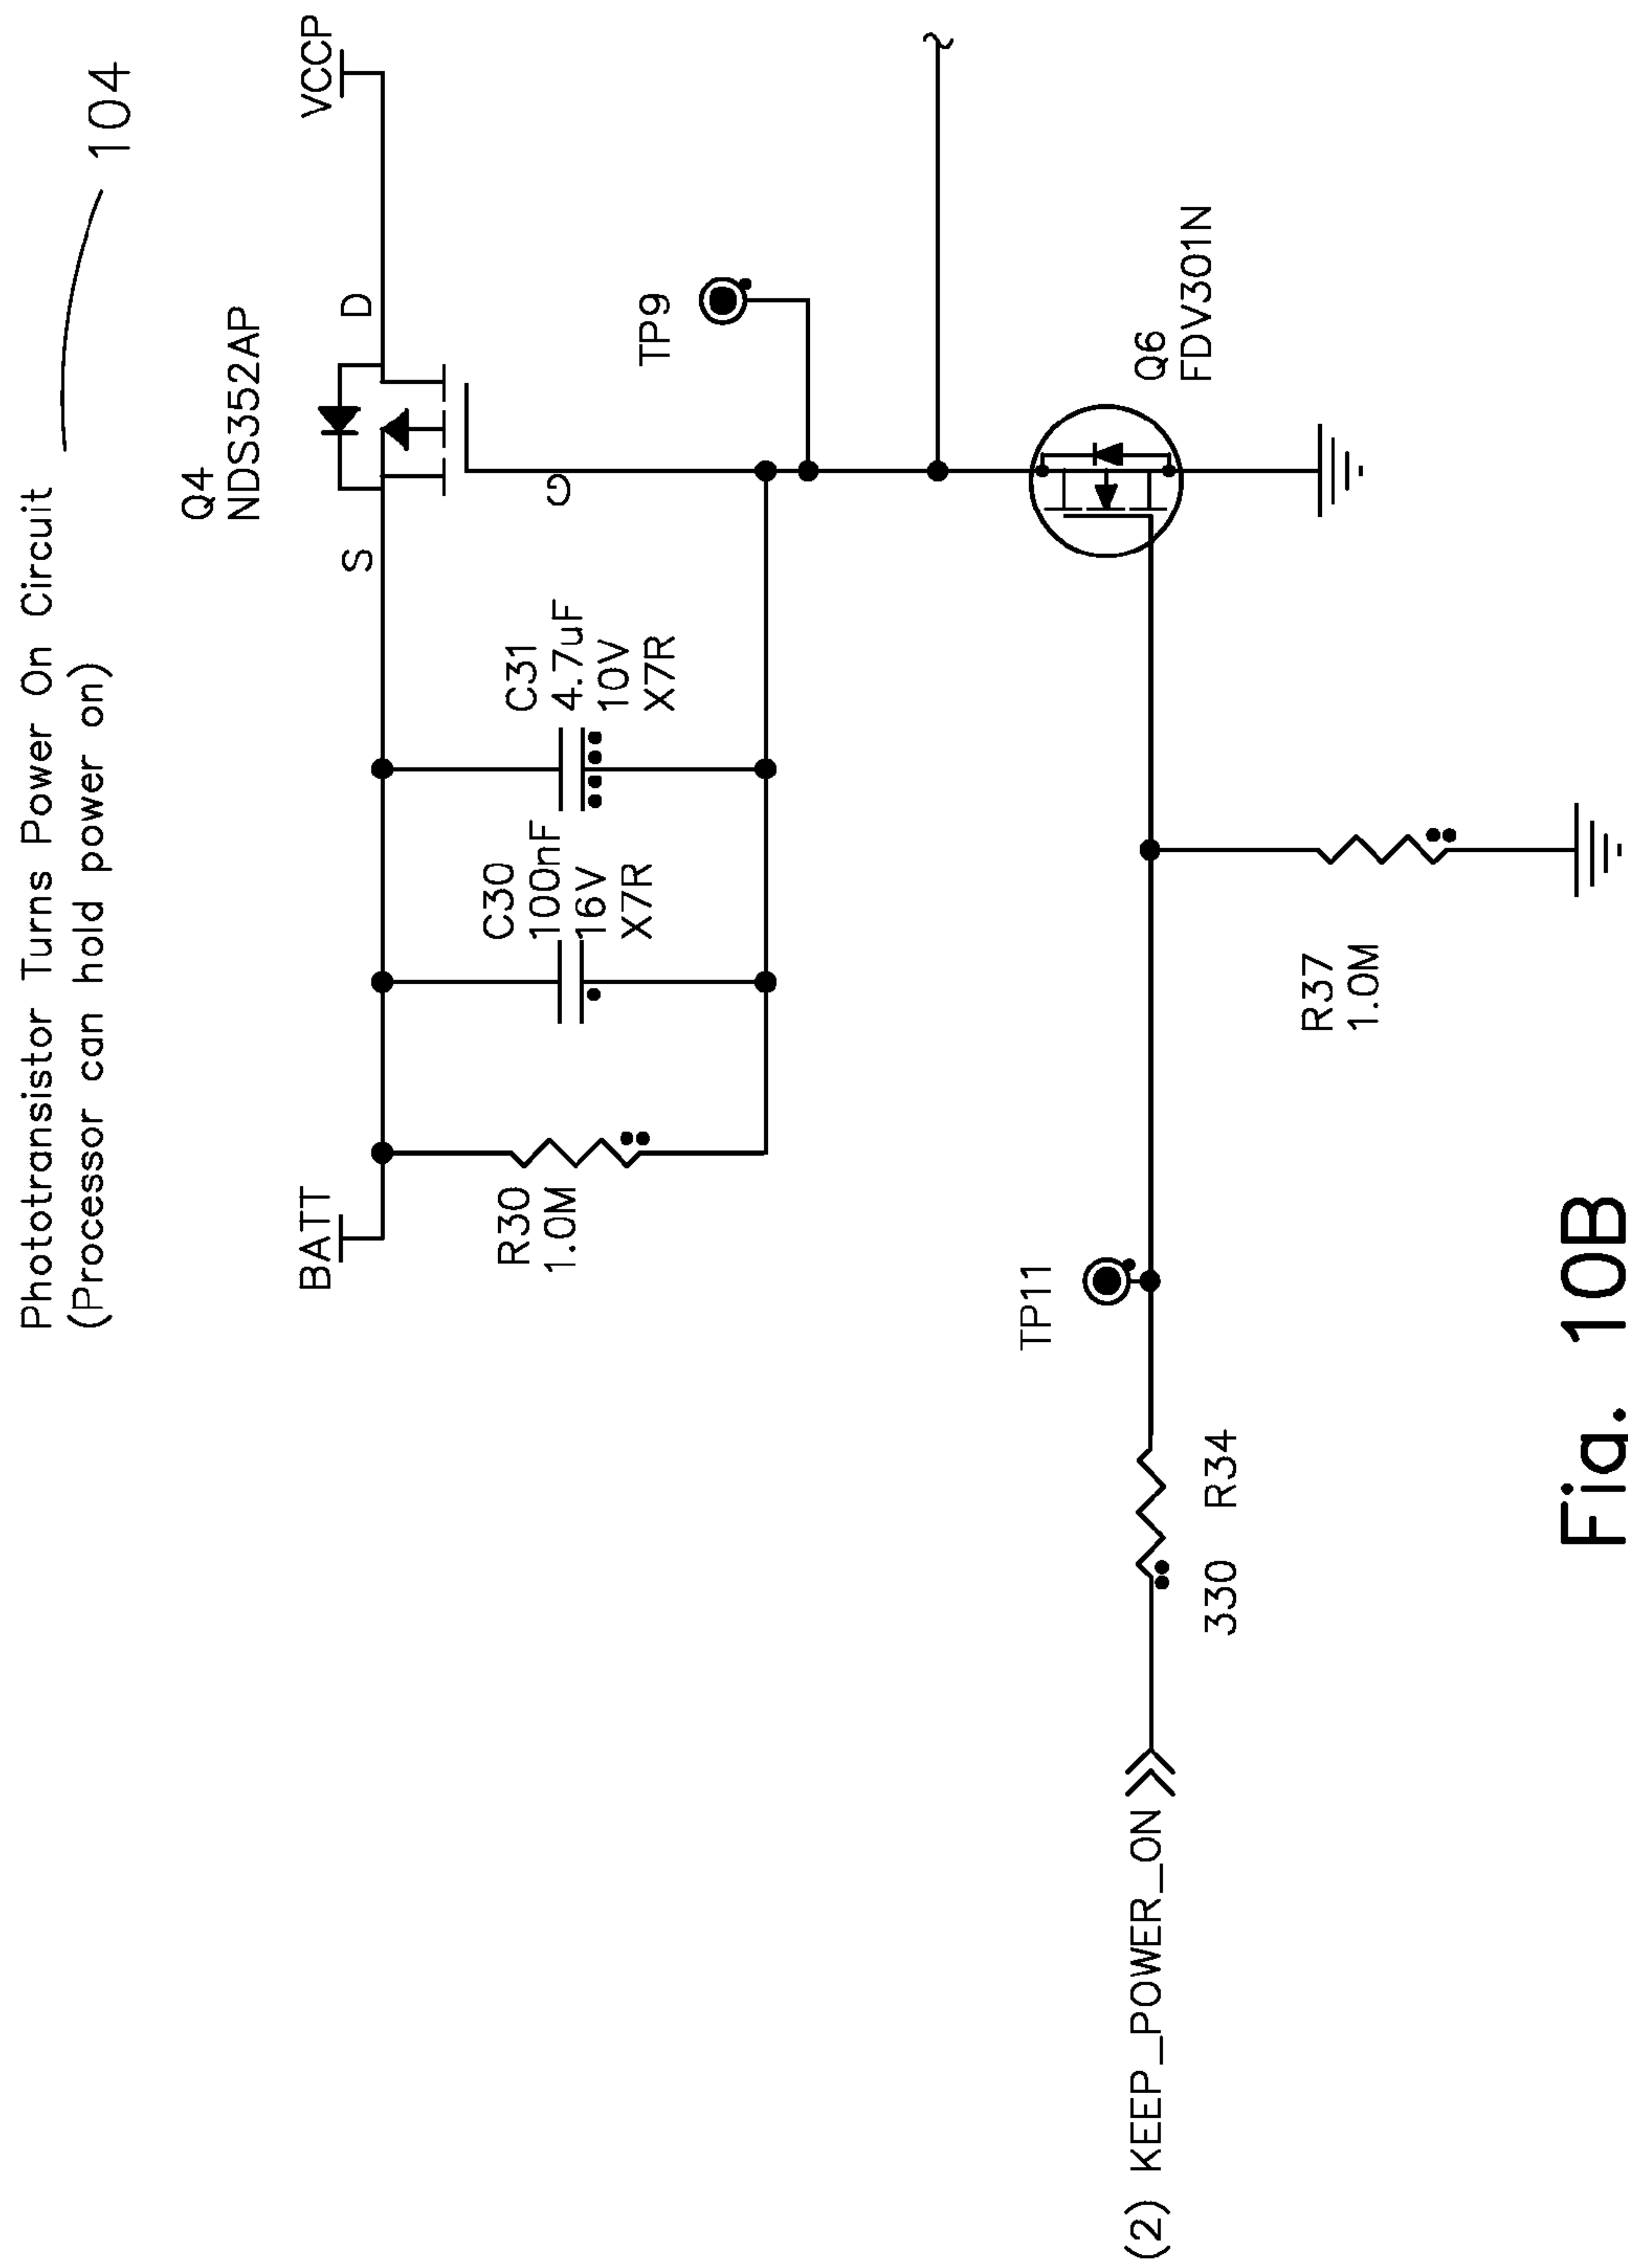 Phototransistor Turns Power On Circuit
(Processor can hold power on)
104
Q4
NDS352AP
BATT
S
D
VCCP
G
R30
1.0M
C30
100nF
16V
X7R
C31
4.7uF
10V
X7R
TP9
TP11
Q6
FDV301N
(2) KEEP_POWER_ON
330 R34
R37
1.0M
Fig. 10B